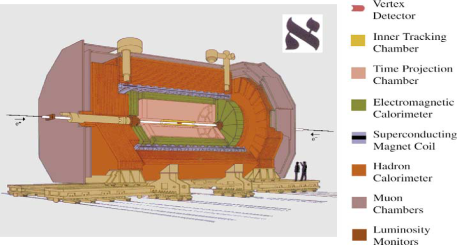 Vertex
Detector
Inner Tracking
Chamber
Time Projection
Chamber
Electromagnetic
Calorimeter
Superconducting
Magnet Coil
Hadron
Calorimeter
Muon
Chambers
Luminosity
Monitors
ℵ
e⁺
e⁻